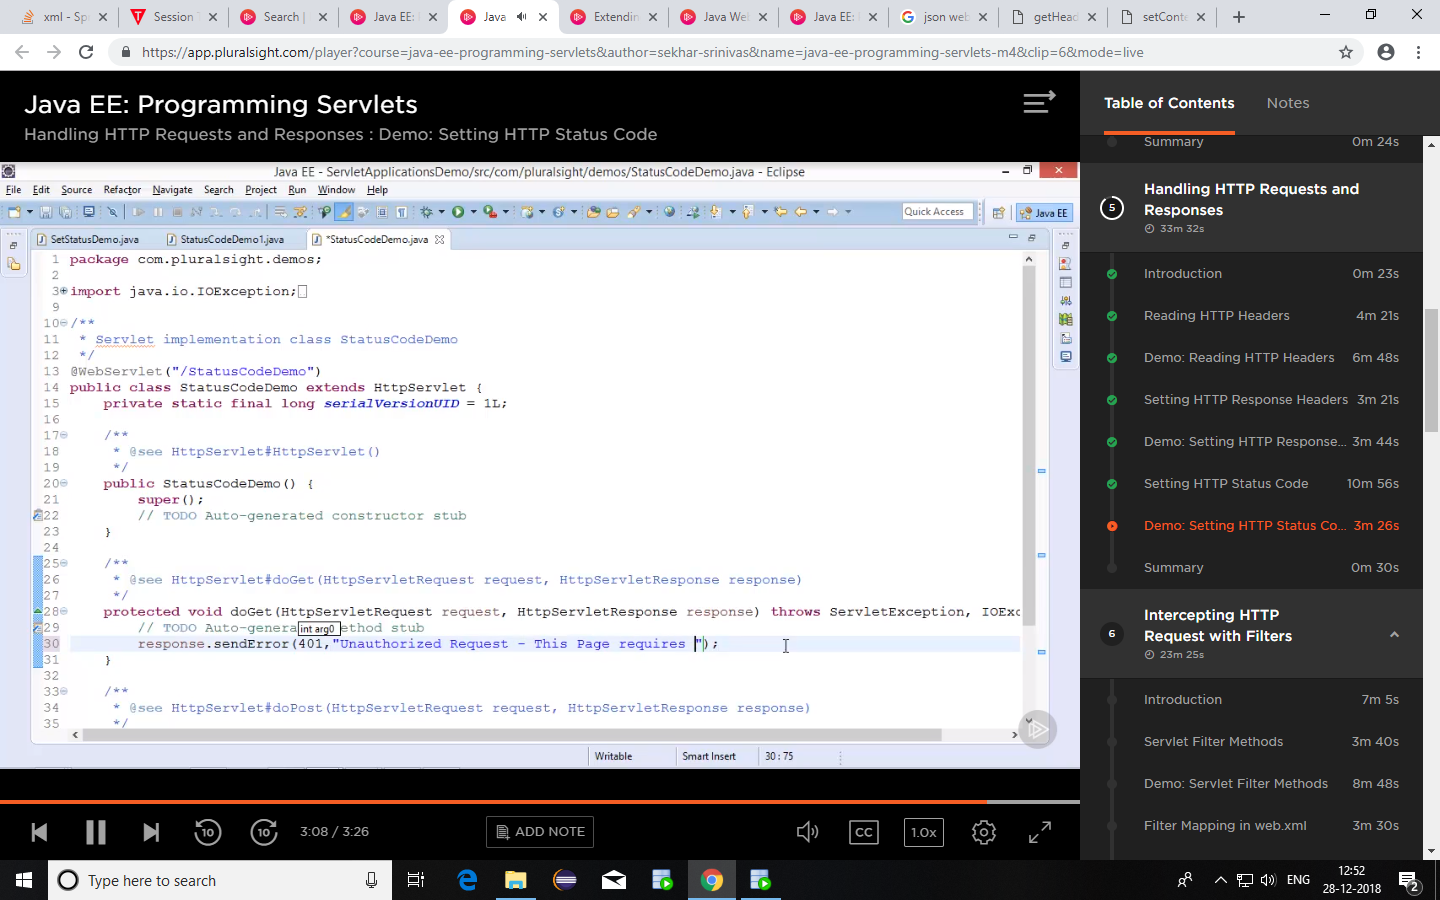 xml - Sp
Session
Search |
Java EE:
Java
Extendin
Java We
Java EE:
json web
getHead
setConte
https://app.pluralsight.com/player?course=java-ee-programming-servlets&author=sekhar-srinivas&name=java-ee-programming-servlets-m4&clip=6&mode=live
Java EE: Programming Servlets
Handling HTTP Requests and Responses : Demo: Setting HTTP Status Code
Java EE - ServletApplicationsDemo/src/com/pluralsight/demos/StatusCodeDemo.java - Eclipse
File Edit Source Refactor Navigate Search Project Run Window Help
Quick Access
Java EE
SetStatusDemo.java
StatusCodeDemo1.java
*StatusCodeDemo.java
1 package com.pluralsight.demos;
2
3 import java.io.IOException;
9
10 /**
11 * Servlet implementation class StatusCodeDemo
12 */
13 @WebServlet("/StatusCodeDemo")
14 public class StatusCodeDemo extends HttpServlet {
15 private static final long serialVersionUID = 1L;
16
17 /**
18 * @see HttpServlet#HttpServlet()
19 */
20 public StatusCodeDemo() {
21 super();
22 // TODO Auto-generated constructor stub
23 }
24
25 /**
26 * @see HttpServlet#doGet(HttpServletRequest request, HttpServletResponse response)
27 */
28 protected void doGet(HttpServletRequest request, HttpServletResponse response) throws ServletException, IOExc
29 // TODO Auto-genera int arg0 ethod stub
30 response.sendError(401,"Unauthorized Request - This Page requires ");
31 }
32
33 /**
34 * @see HttpServlet#doPost(HttpServletRequest request, HttpServletResponse response)
35 */
Writable
Smart Insert
30 : 75
10
10
3:08 / 3:26
ADD NOTE
CC
1.0x
Table of Contents
Notes
Summary 0m 24s
5
Handling HTTP Requests and
Responses
33m 32s
Introduction 0m 23s
Reading HTTP Headers 4m 21s
Demo: Reading HTTP Headers 6m 48s
Setting HTTP Response Headers 3m 21s
Demo: Setting HTTP Response... 3m 44s
Setting HTTP Status Code 10m 56s
Demo: Setting HTTP Status Co... 3m 26s
Summary 0m 30s
6
Intercepting HTTP
Request with Filters
23m 25s
Introduction 7m 5s
Servlet Filter Methods 3m 40s
Demo: Servlet Filter Methods 8m 48s
Filter Mapping in web.xml 3m 30s
Type here to search
ENG
12:52
28-12-2018
2